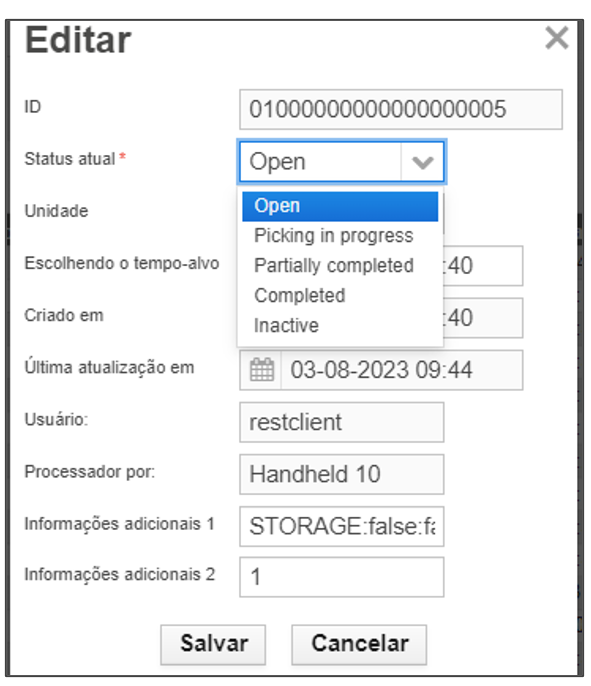 Editar
ID
01000000000000000005
Status atual *
Open
Open
Unidade
Picking in progress
Escolhendo o tempo-alvo
Partially completed
:40
Completed
Criado em
:40
Inactive
Última atualização em
03-08-2023 09:44
Usuário:
restclient
Processador por:
Handheld 10
Informações adicionais 1
STORAGE:false:fa
Informações adicionais 2
1
Salvar
Cancelar